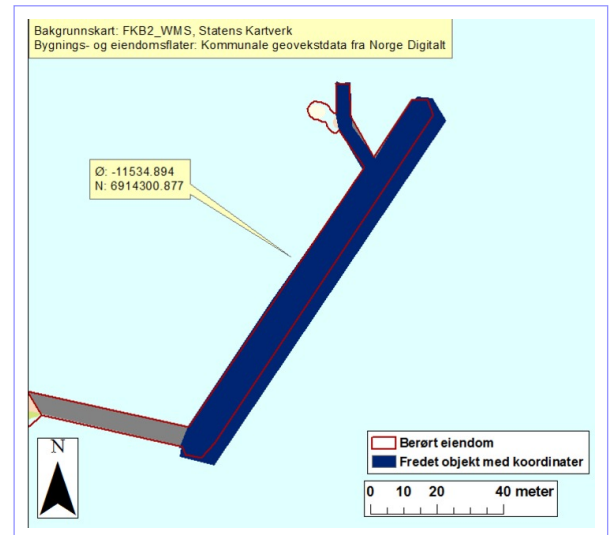 Bakgrunnskart: FKB2_WMS, Statens Kartverk
Bygnings- og eiendomsflater: Kommunale geovekstdata fra Norge Digitalt
Ø: -11534.894
N: 6914300.877
N
Berørt eiendom
Fredet objekt med koordinater
0 10 20 40 meter